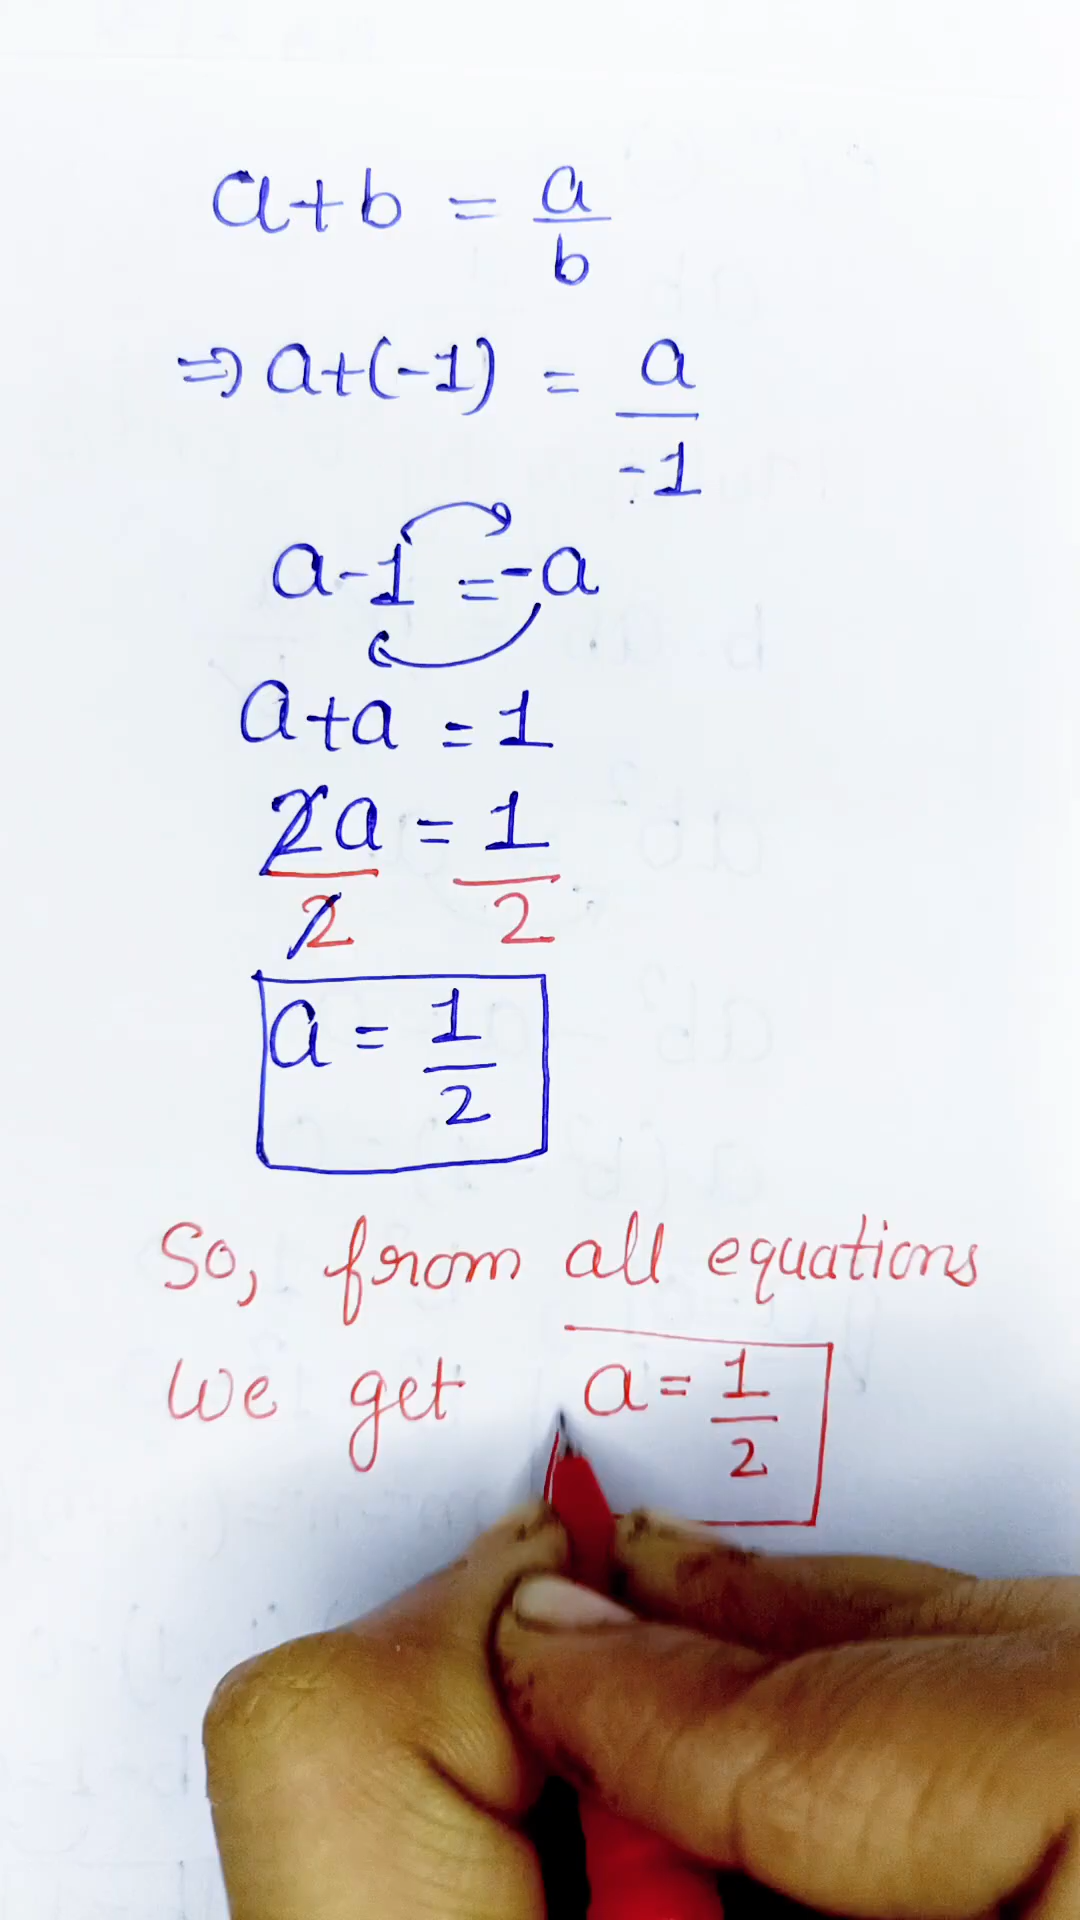 a+b = a/b
⇒ a+(-1) = a/-1
a-1 = -a
a+a = 1
2a/2 = 1/2
a = 1/2
So, from all equations
we get a = 1/2